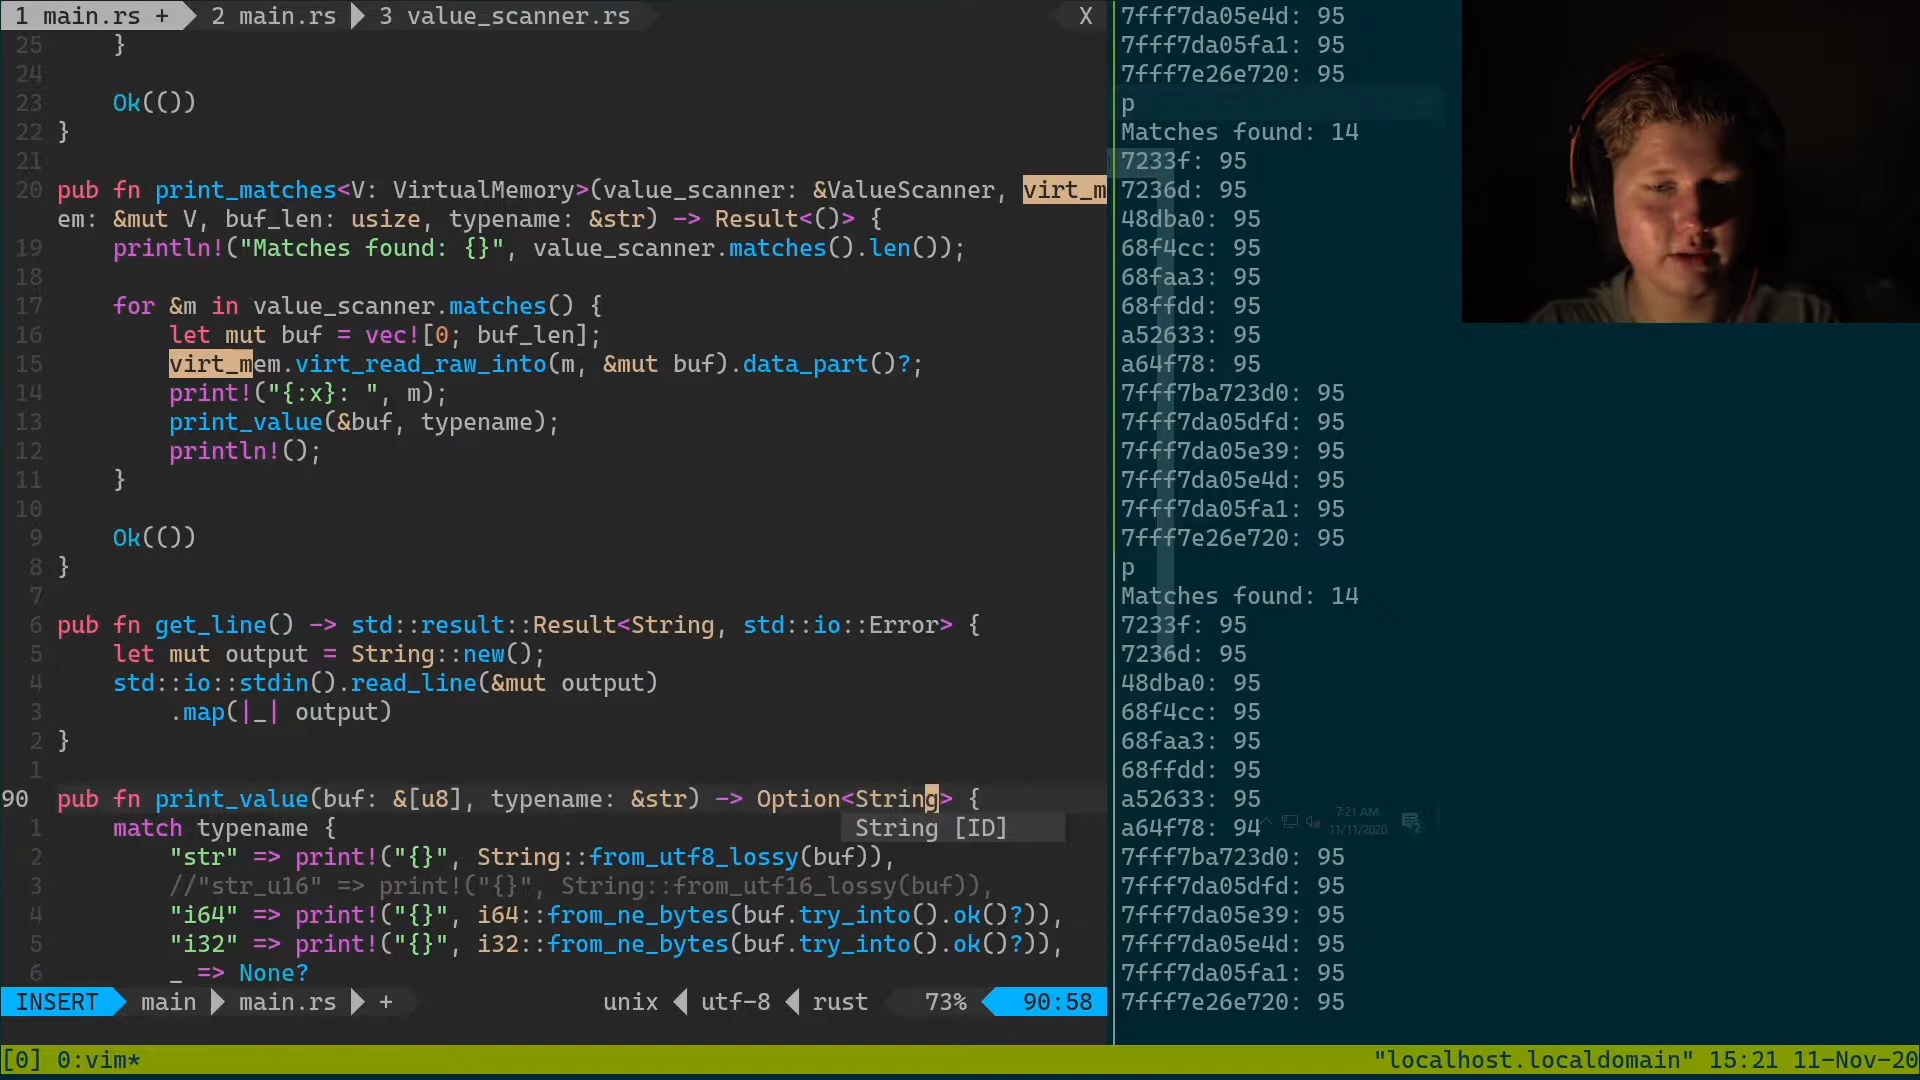 1 main.rs + 2 main.rs 3 value_scanner.rs X
25 }
24
23 Ok(())
22 }
21
20 pub fn print_matches<V: VirtualMemory>(value_scanner: &ValueScanner, virt_m
em: &mut V, buf_len: usize, typename: &str) -> Result<()> {
19 println!("Matches found: {}", value_scanner.matches().len());
18
17 for &m in value_scanner.matches() {
16 let mut buf = vec![0; buf_len];
15 virt_mem.virt_read_raw_into(m, &mut buf).data_part()?;
14 print!("{:x}: ", m);
13 print_value(&buf, typename);
12 println!();
11 }
10
9 Ok(())
8 }
7
6 pub fn get_line() -> std::result::Result<String, std::io::Error> {
5 let mut output = String::new();
4 std::io::stdin().read_line(&mut output)
3 .map(|_| output)
2 }
1
90 pub fn print_value(buf: &[u8], typename: &str) -> Option<String> {
1 match typename {
String [ID]
2 "str" => print!("{}", String::from_utf8_lossy(buf)),
3 //"str_u16" => print!("{}", String::from_utf16_lossy(buf)),
4 "i64" => print!("{}", i64::from_ne_bytes(buf.try_into().ok()?)),
5 "i32" => print!("{}", i32::from_ne_bytes(buf.try_into().ok()?)),
6 _ => None?
INSERT main main.rs + unix utf-8 rust 73% 90:58
7fff7da05e4d: 95
7fff7da05fa1: 95
7fff7e26e720: 95
p
Matches found: 14
7233f: 95
7236d: 95
48dba0: 95
68f4cc: 95
68faa3: 95
68ffdd: 95
a52633: 95
a64f78: 95
7fff7ba723d0: 95
7fff7da05dfd: 95
7fff7da05e39: 95
7fff7da05e4d: 95
7fff7da05fa1: 95
7fff7e26e720: 95
p
Matches found: 14
7233f: 95
7236d: 95
48dba0: 95
68f4cc: 95
68faa3: 95
68ffdd: 95
a52633: 95
a64f78: 94
7:21 AM
11/11/2020
7fff7ba723d0: 95
7fff7da05dfd: 95
7fff7da05e39: 95
7fff7da05e4d: 95
7fff7da05fa1: 95
7fff7e26e720: 95
[0] 0:vim* "localhost.localdomain" 15:21 11-Nov-20